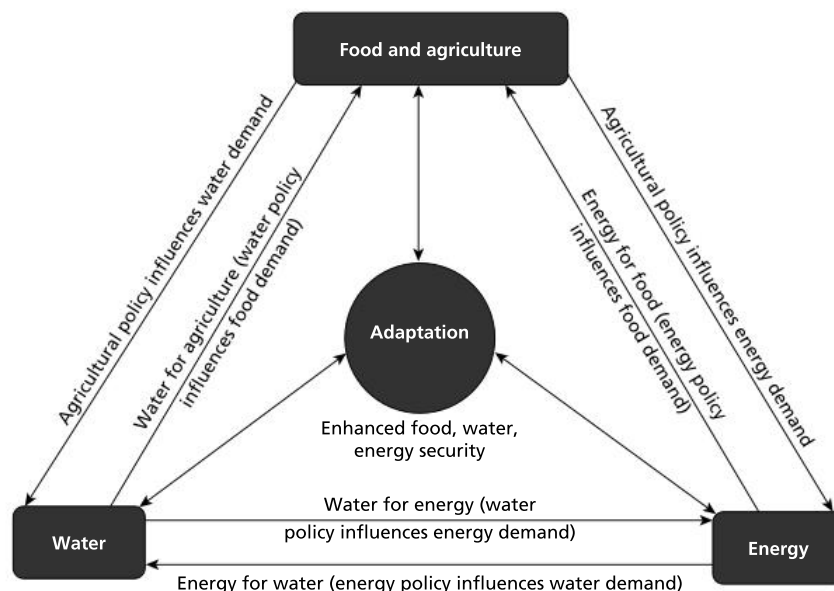 Food and agriculture
Agricultural policy influences water demand
Water for agriculture (water policy
influences food demand)
Energy for food (energy policy
influences food demand)
Agricultural policy influences energy demand
Adaptation
Enhanced food, water,
energy security
Water
Water for energy (water
policy influences energy demand)
Energy
Energy for water (energy policy influences water demand)